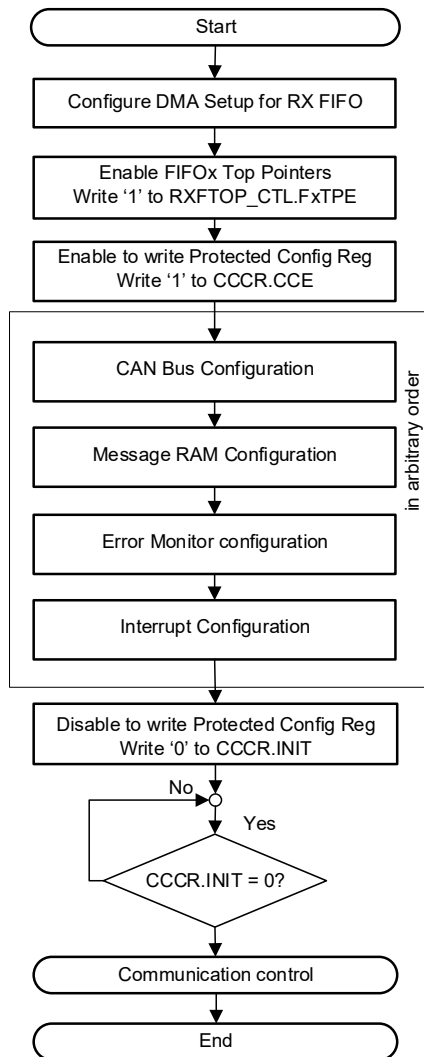 Start
Configure DMA Setup for RX FIFO
Enable FIFOx Top Pointers
Write ‘1’ to RXFTOP_CTL.FxTPE
Enable to write Protected Config Reg
Write ‘1’ to CCCR.CCE
CAN Bus Configuration
Message RAM Configuration
Error Monitor configuration
Interrupt Configuration
in arbitrary order
Disable to write Protected Config Reg
Write ‘0’ to CCCR.INIT
No
Yes
CCCR.INIT = 0?
Communication control
End